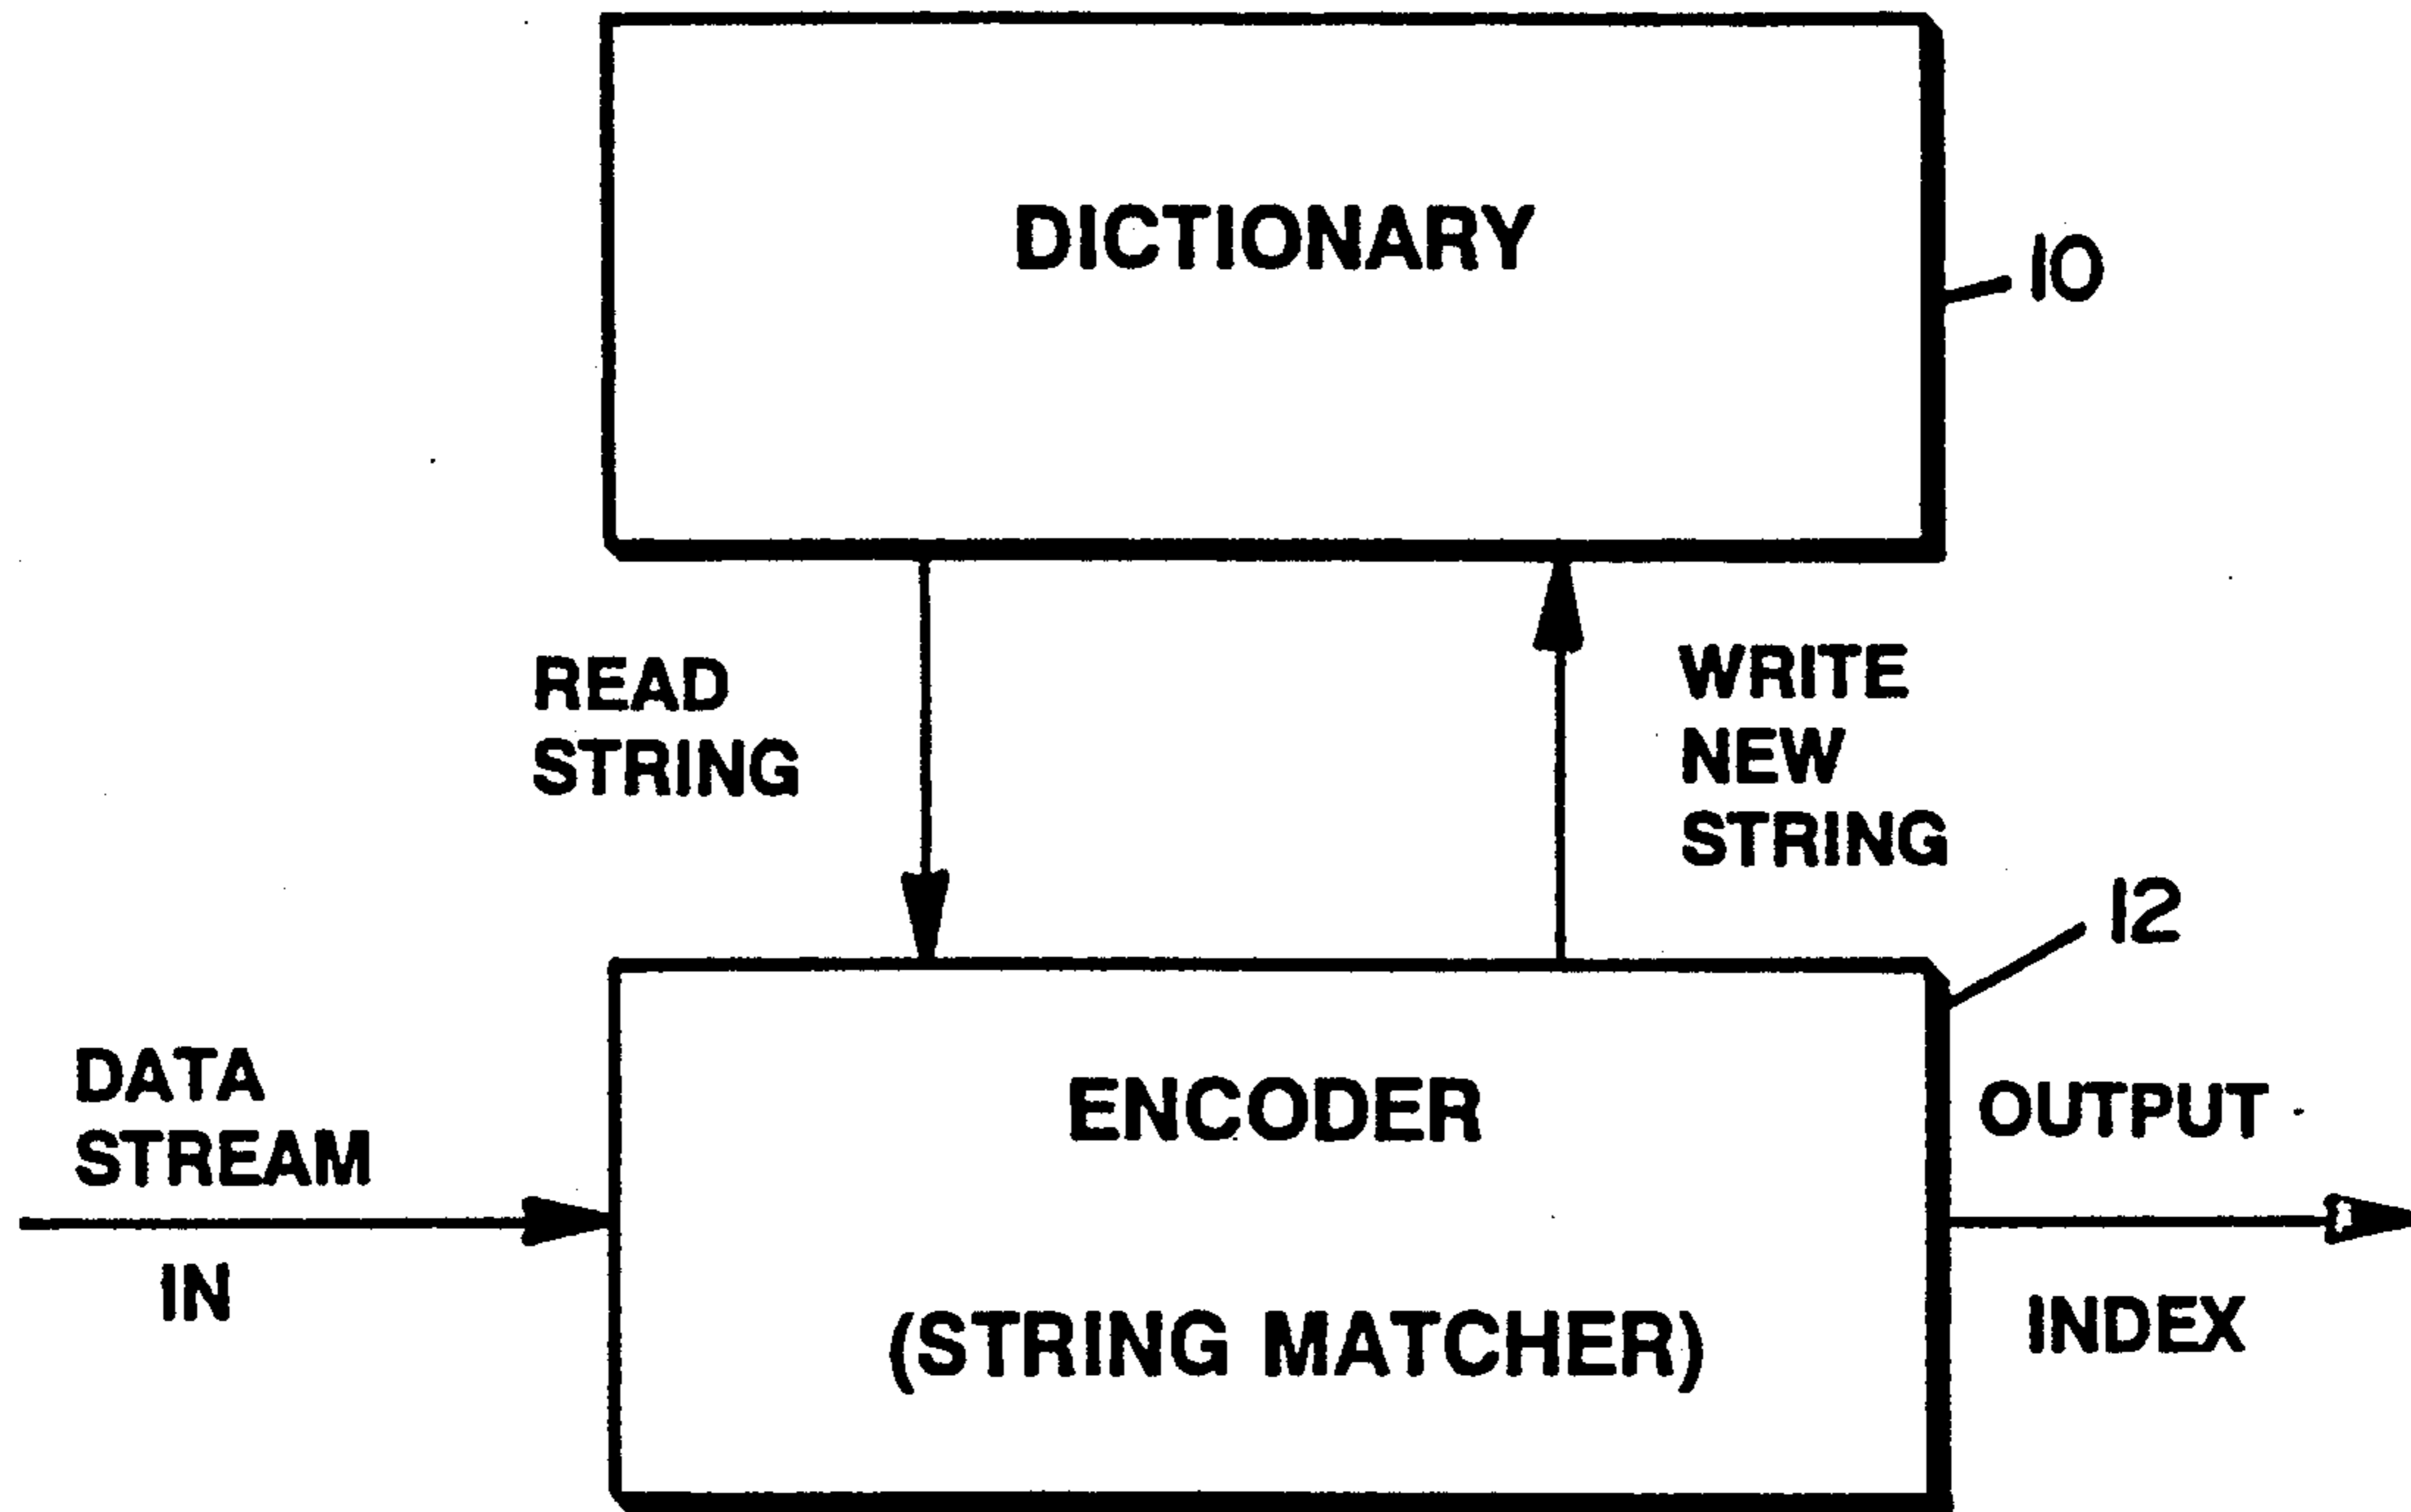 DICTIONARY
10
READ
STRING
WRITE
NEW
STRING
12
DATA
STREAM
IN
ENCODER
(STRING MATCHER)
OUTPUT
INDEX